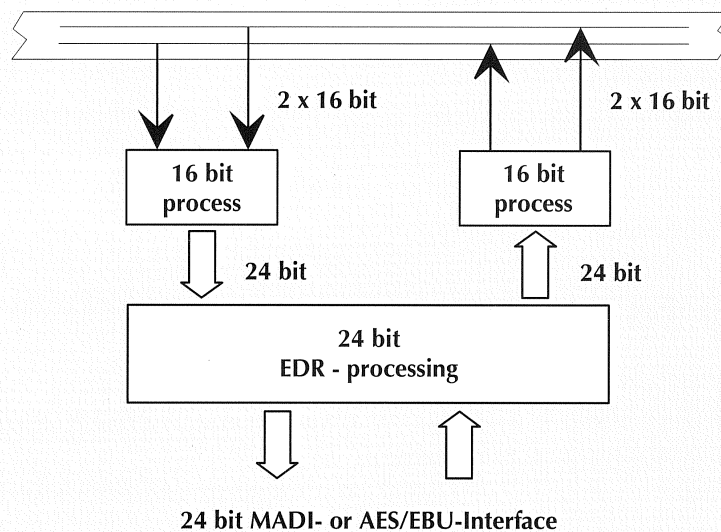 2 x 16 bit
2 x 16 bit
16 bit
process
16 bit
process
24 bit
24 bit
24 bit
EDR - processing
24 bit MADI- or AES/EBU-Interface